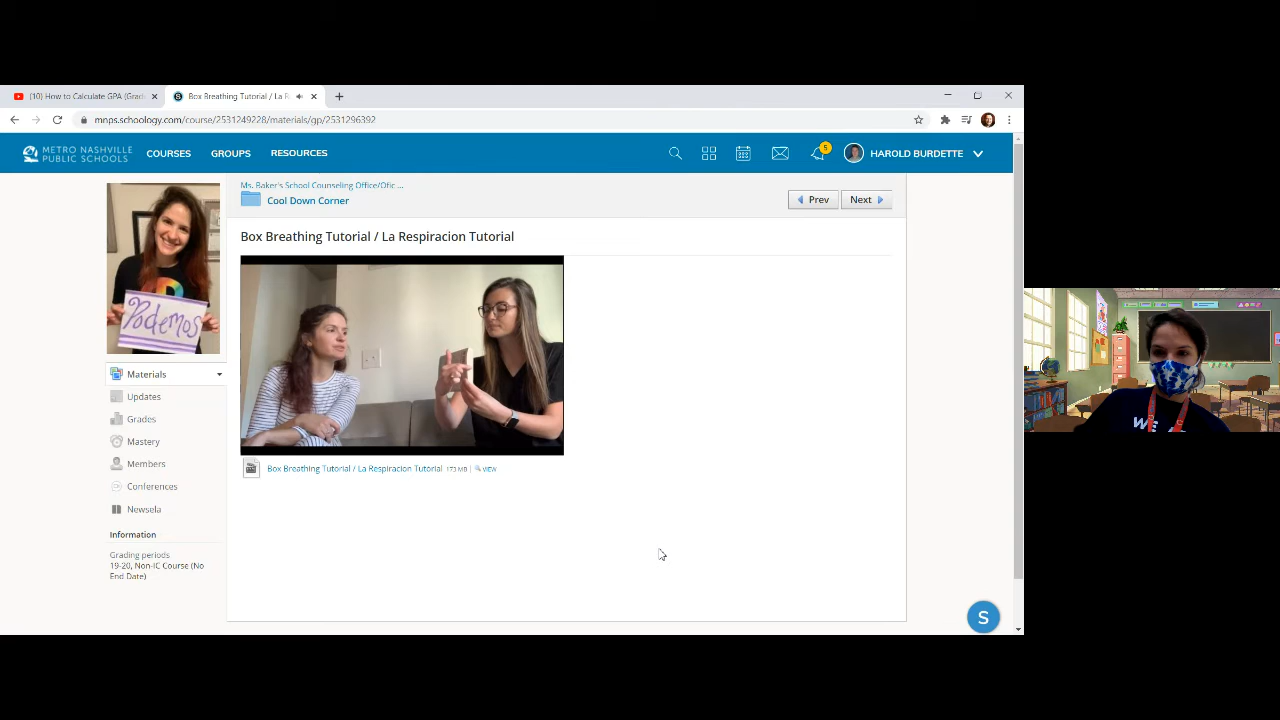 (10) How to Calculate GPA (Grad
Box Breathing Tutorial / La R
mnps.schoology.com/course/2531249228/materials/gp/2531296392
METRO NASHVILLE
PUBLIC SCHOOLS
COURSES
GROUPS
RESOURCES
5
HAROLD BURDETTE
Ms. Baker's School Counseling Office/Ofic ...
Cool Down Corner
Prev
Next
Box Breathing Tutorial / La Respiracion Tutorial
Podemos
Materials
Updates
Grades
Mastery
Members
Conferences
Newsela
Box Breathing Tutorial / La Respiracion Tutorial 173 MB | VIEW
Information
Grading periods
19-20, Non-IC Course (No
End Date)
S
WE